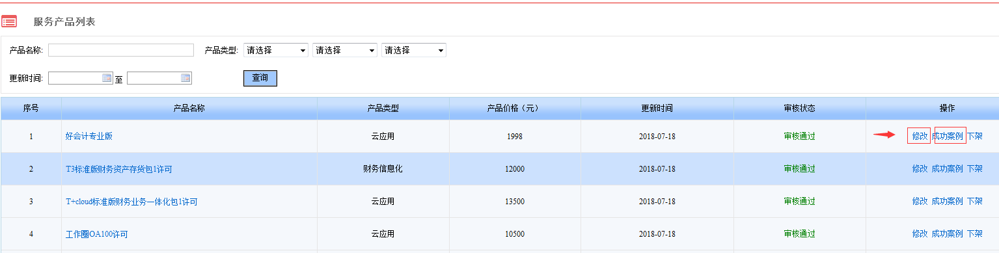 服务产品列表
产品名称: 产品类型: 请选择 请选择 请选择
更新时间: 至 查询
序号 产品名称 产品类型 产品价格（元） 更新时间 审核状态 操作
1 好会计专业版 云应用 1998 2018-07-18 审核通过 修改 成功案例 下架
2 T3标准版财务资产存货包1许可 财务信息化 12000 2018-07-18 审核通过 修改 成功案例 下架
3 T+cloud标准版财务业务一体化包1许可 云应用 13500 2018-07-18 审核通过 修改 成功案例 下架
4 工作圈OA100许可 云应用 10500 2018-07-18 审核通过 修改 成功案例 下架